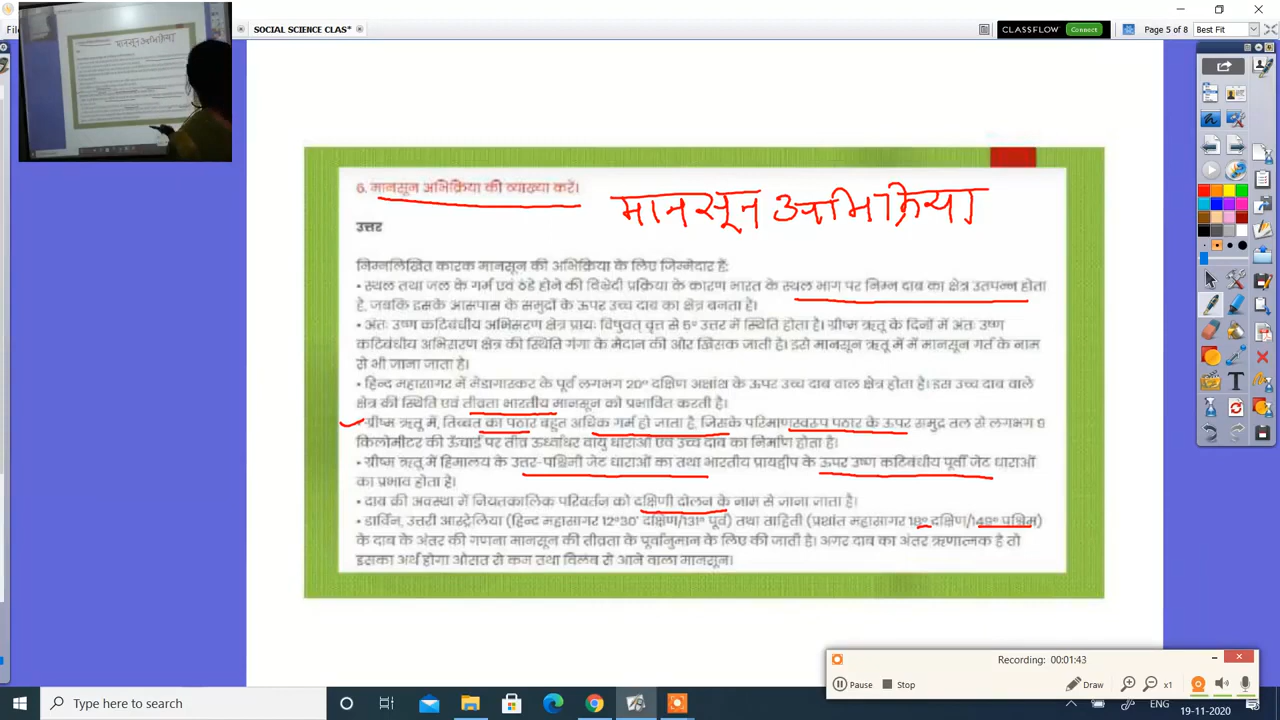 SOCIAL SCIENCE CLAS*
CLASSFLOW Connect
Page 5 of 8
Best Fit
6. मानसून अभिक्रिया की व्याख्या करें।
मानसून अभिक्रिया
उत्तर
निम्नलिखित कारक मानसून की अभिक्रिया के लिए जिम्मेदार हैं:
• स्थल तथा जल के गर्म एवं ठंडे होने की विभ्रेदी प्रक्रिया के कारण भारत के स्थल भाग पर निम्न दाब का क्षेत्र उतपन्न होता
है, जबकि इसके आसपास के समुद्रों के ऊपर उच्च दाब का क्षेत्र बनता है।
• अंतः उष्ण कटिबंधीय अभिसरण क्षेत्र प्रायः विषुवत् वृत्त से 5° उत्तर में स्थिति होता है। ग्रीष्म ऋतू के दिनों में अंतः उष्ण
कटिबंधीय अभिसरण क्षेत्र की स्थिति गंगा के मैदान की ओर खिसक जाती है। इसे मानसून ऋतू में में मानसून गर्त के नाम
से भी जाना जाता है।
• हिन्द महासागर में मेडागास्कर के पूर्व लगभग 20° दक्षिण अक्षांश के ऊपर उच्च दाब वाल क्षेत्र होता है। इस उच्च दाब वाले
क्षेत्र की स्थिति एवं तीव्रता भारतीय मानसून को प्रभावित करती है।
• ग्रीष्म ऋतू में, तिब्बत का पठार बहुत अधिक गर्म हो जाता है, जिसके परिमाणस्वरुप पठार के ऊपर समुद्र तल से लगभग 9
किलोमीटर की ऊँचाई पर तीव्र ऊर्ध्वाधर वायु धाराओं एवं उच्च दाब का निर्माण होता है।
• ग्रीष्म ऋतू में हिमालय के उत्तर-पश्चिनी जेट धाराओं का तथा भारतीय प्रायद्वीप के ऊपर उष्ण कटिबंधीय पूर्वी जेट धाराओं
का प्रभाव होता है।
• दाब की अवस्था में नियतकालिक परिवर्तन को दक्षिणी दोलन के नाम से जाना जाता है।
• डार्विन, उत्तरी आस्ट्रेलिया (हिन्द महासागर 12°30' दक्षिण/131° पूर्व) तथा ताहिती (प्रशांत महासागर 18° दक्षिण/149° पश्चिम)
के दाब के अंतर की गणना मानसून की तीव्रता के पूर्वानुमान के लिए की जाती है। अगर दाब का अंतर ऋणात्मक है तो
इसका अर्थ होगा औसत से कम तथा विलंब से आने वाला मानसून।
Recording: 00:01:43
Pause Stop Draw x1
Type here to search
ENG
19-11-2020